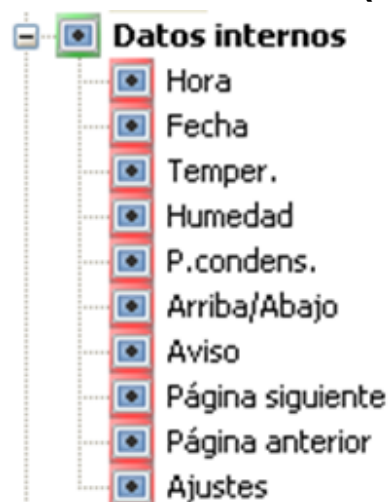 Datos internos
Hora
Fecha
Temper.
Humedad
P.condens.
Arriba/Abajo
Aviso
Página siguiente
Página anterior
Ajustes